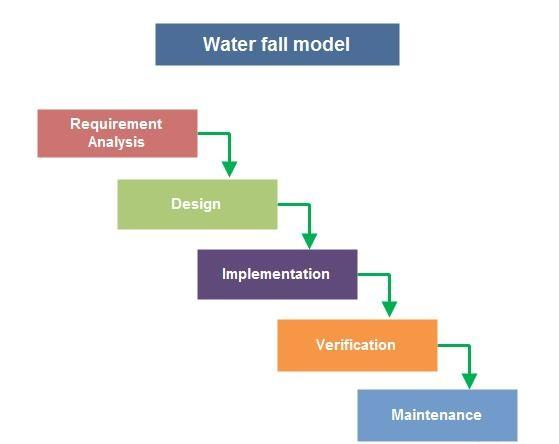 Water fall model
Requirement
Analysis
Design
Implementation
Verification
Maintenance